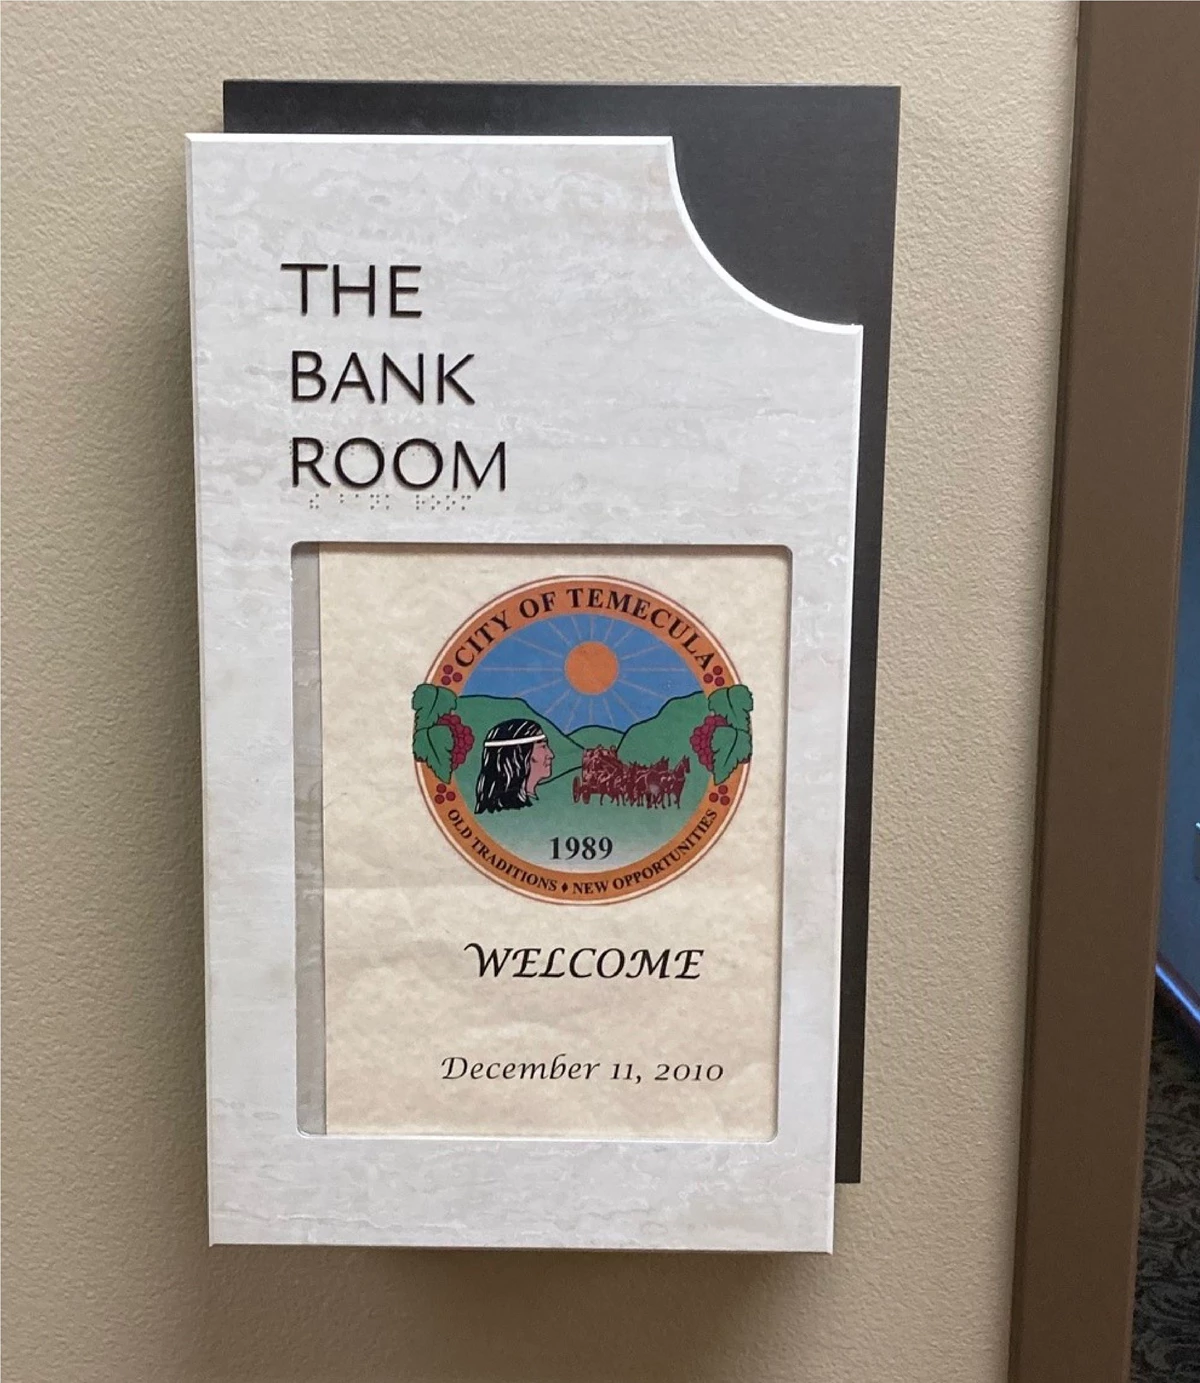 THE
BANK
ROOM
CITY OF TEMECULA
1989
OLD TRADITIONS ♦ NEW OPPORTUNITIES
WELCOME
December 11, 2010